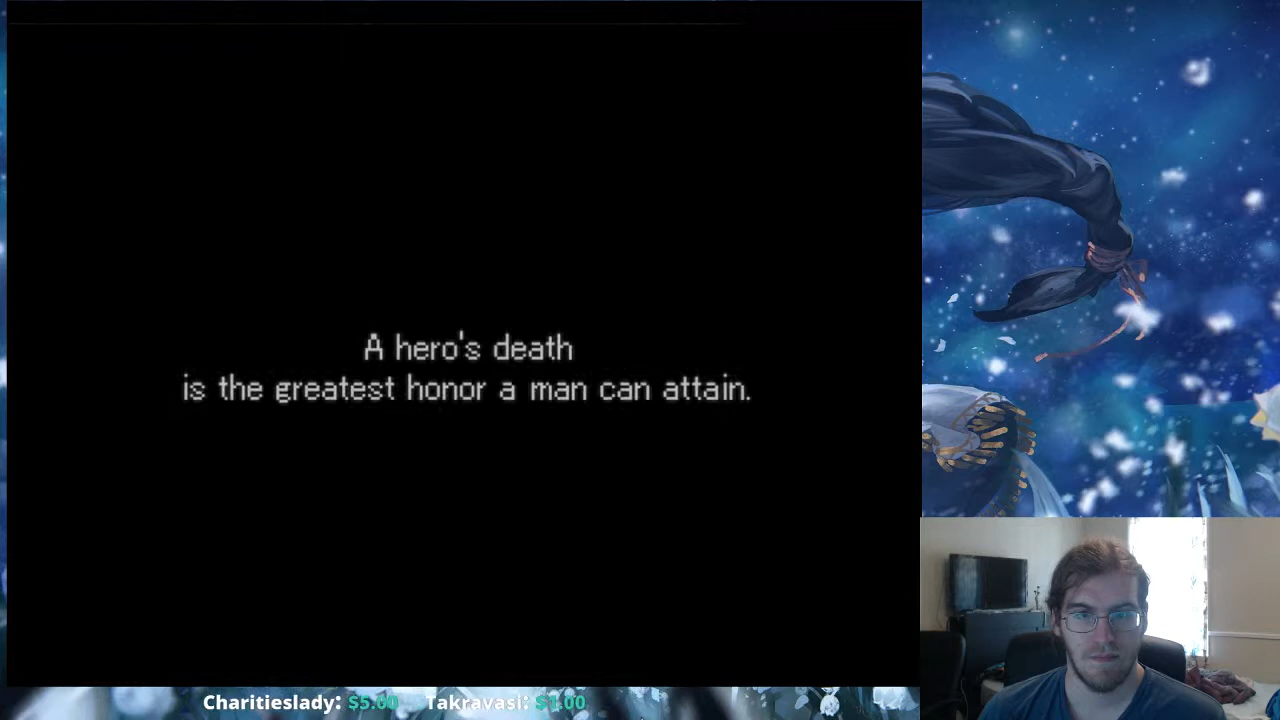 A hero's death
is the greatest honor a man can attain.
Charitieslady: $5.00 Takravasi: $1.00